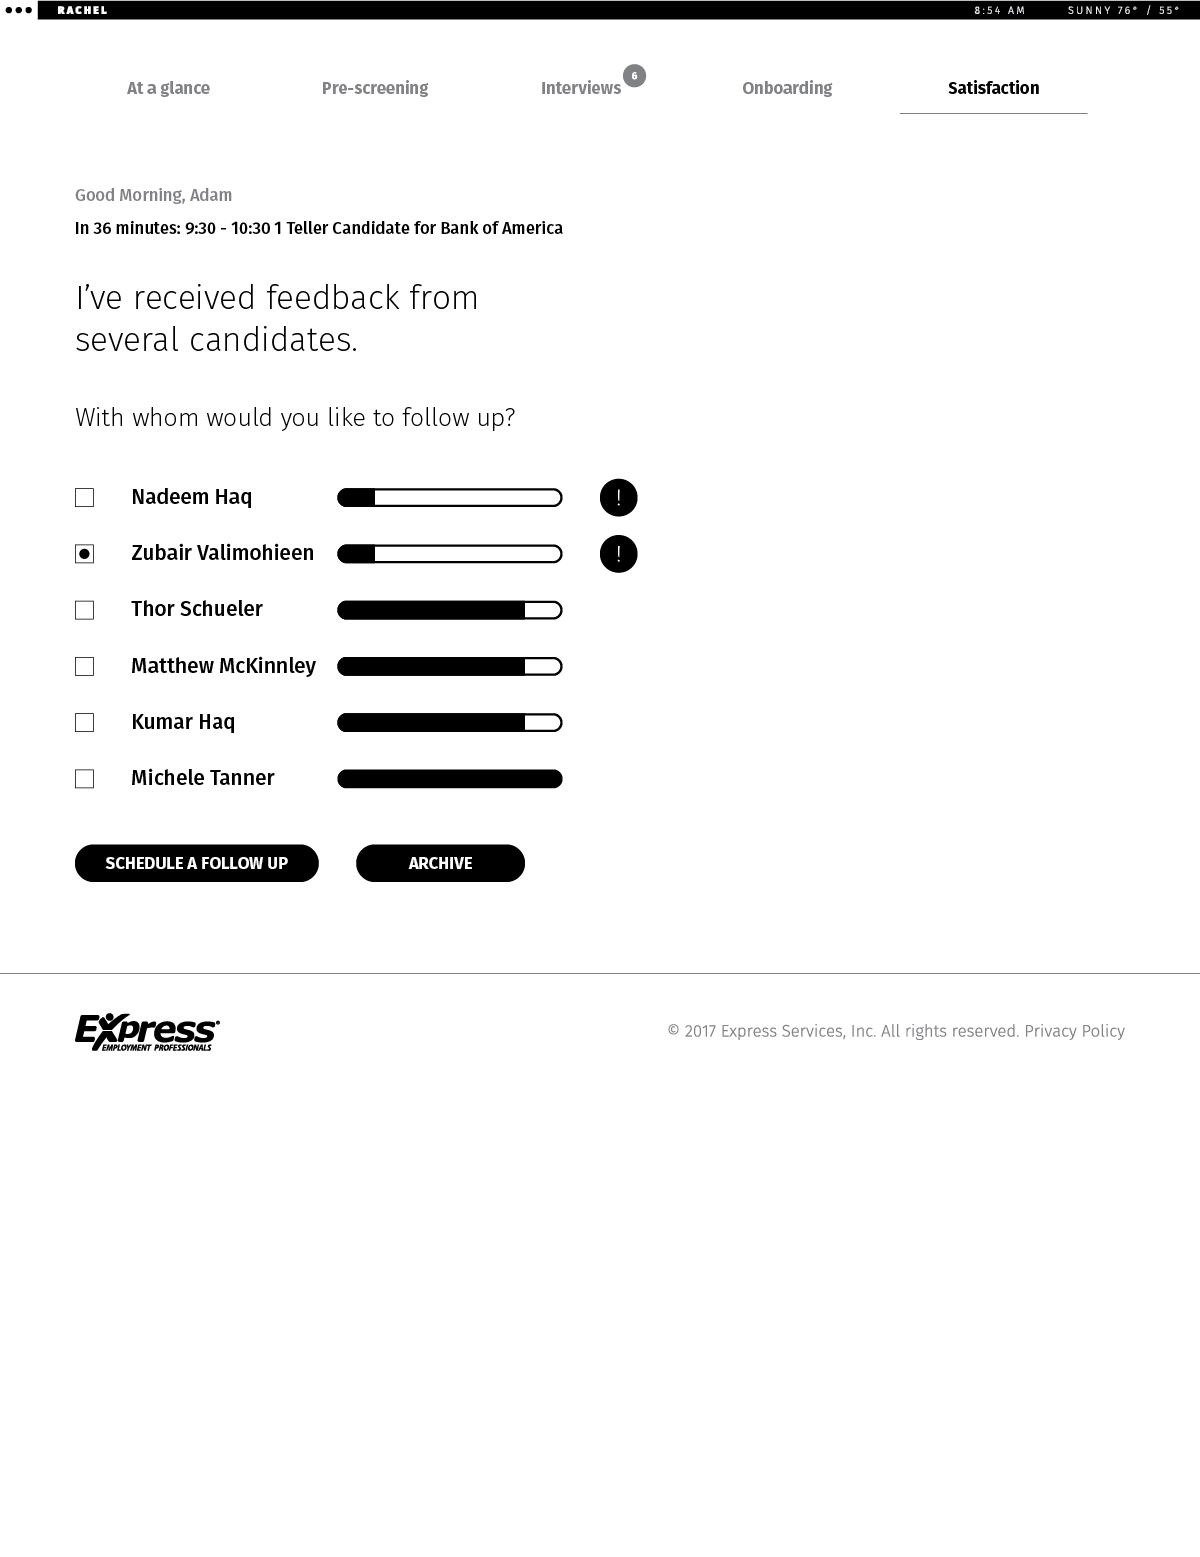 RACHEL 8:54 AM SUNNY 76° / 55°
At a glance Pre-screening Interviews 6 Onboarding Satisfaction
Good Morning, Adam
In 36 minutes: 9:30 - 10:30 1 Teller Candidate for Bank of America
I’ve received feedback from
several candidates.
With whom would you like to follow up?
Nadeem Haq !
Zubair Valimohieen !
Thor Schueler
Matthew McKinnley
Kumar Haq
Michele Tanner
SCHEDULE A FOLLOW UP ARCHIVE
Express
EMPLOYMENT PROFESSIONALS
© 2017 Express Services, Inc. All rights reserved. Privacy Policy